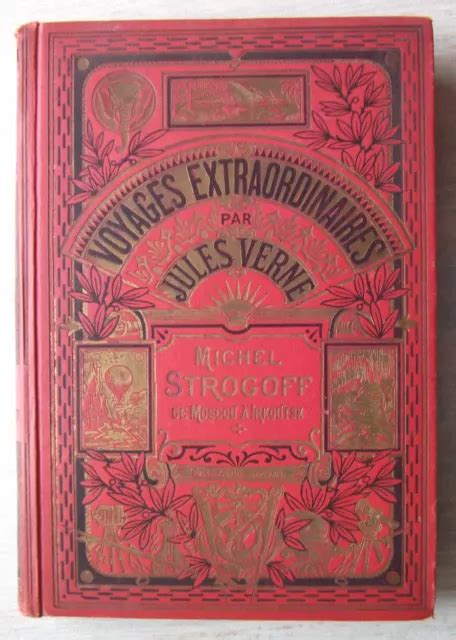 VOYAGES EXTRAORDINAIRES
PAR
JULES VERNE
MICHEL
STROGOFF
DE MOSCOU A IRKOUTSK